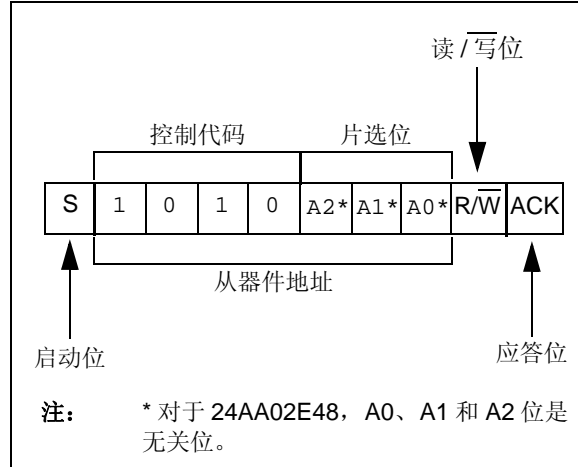 读 / 写位
控制代码 片选位
S 1 0 1 0 A2* A1* A0* R/W ACK
从器件地址
启动位 应答位
注： * 对于 24AA02E48，A0、A1 和 A2 位是
无关位。